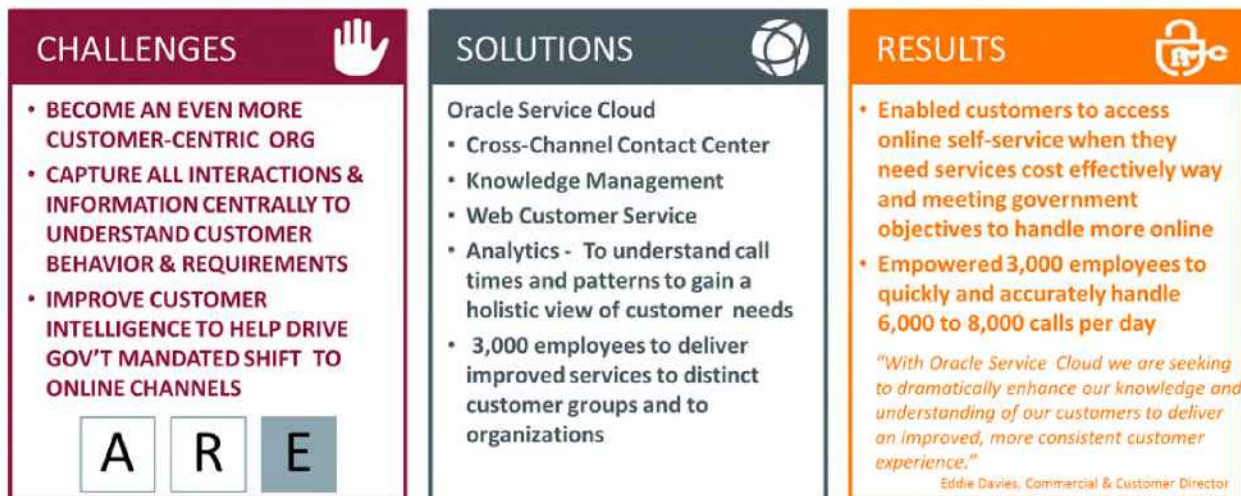 CHALLENGES
• BECOME AN EVEN MORE
CUSTOMER-CENTRIC ORG
• CAPTURE ALL INTERACTIONS &
INFORMATION CENTRALLY TO
UNDERSTAND CUSTOMER
BEHAVIOR & REQUIREMENTS
• IMPROVE CUSTOMER
INTELLIGENCE TO HELP DRIVE
GOV'T MANDATED SHIFT TO
ONLINE CHANNELS
A R E
SOLUTIONS
Oracle Service Cloud
• Cross-Channel Contact Center
• Knowledge Management
• Web Customer Service
• Analytics - To understand call
times and patterns to gain a
holistic view of customer needs
• 3,000 employees to deliver
improved services to distinct
customer groups and to
organizations
RESULTS
• Enabled customers to access
online self-service when they
need services cost effectively way
and meeting government
objectives to handle more online
• Empowered 3,000 employees to
quickly and accurately handle
6,000 to 8,000 calls per day
"With Oracle Service Cloud we are seeking
to dramatically enhance our knowledge and
understanding of our customers to deliver
an improved, more consistent customer
experience."
Eddie Davies, Commercial & Customer Director